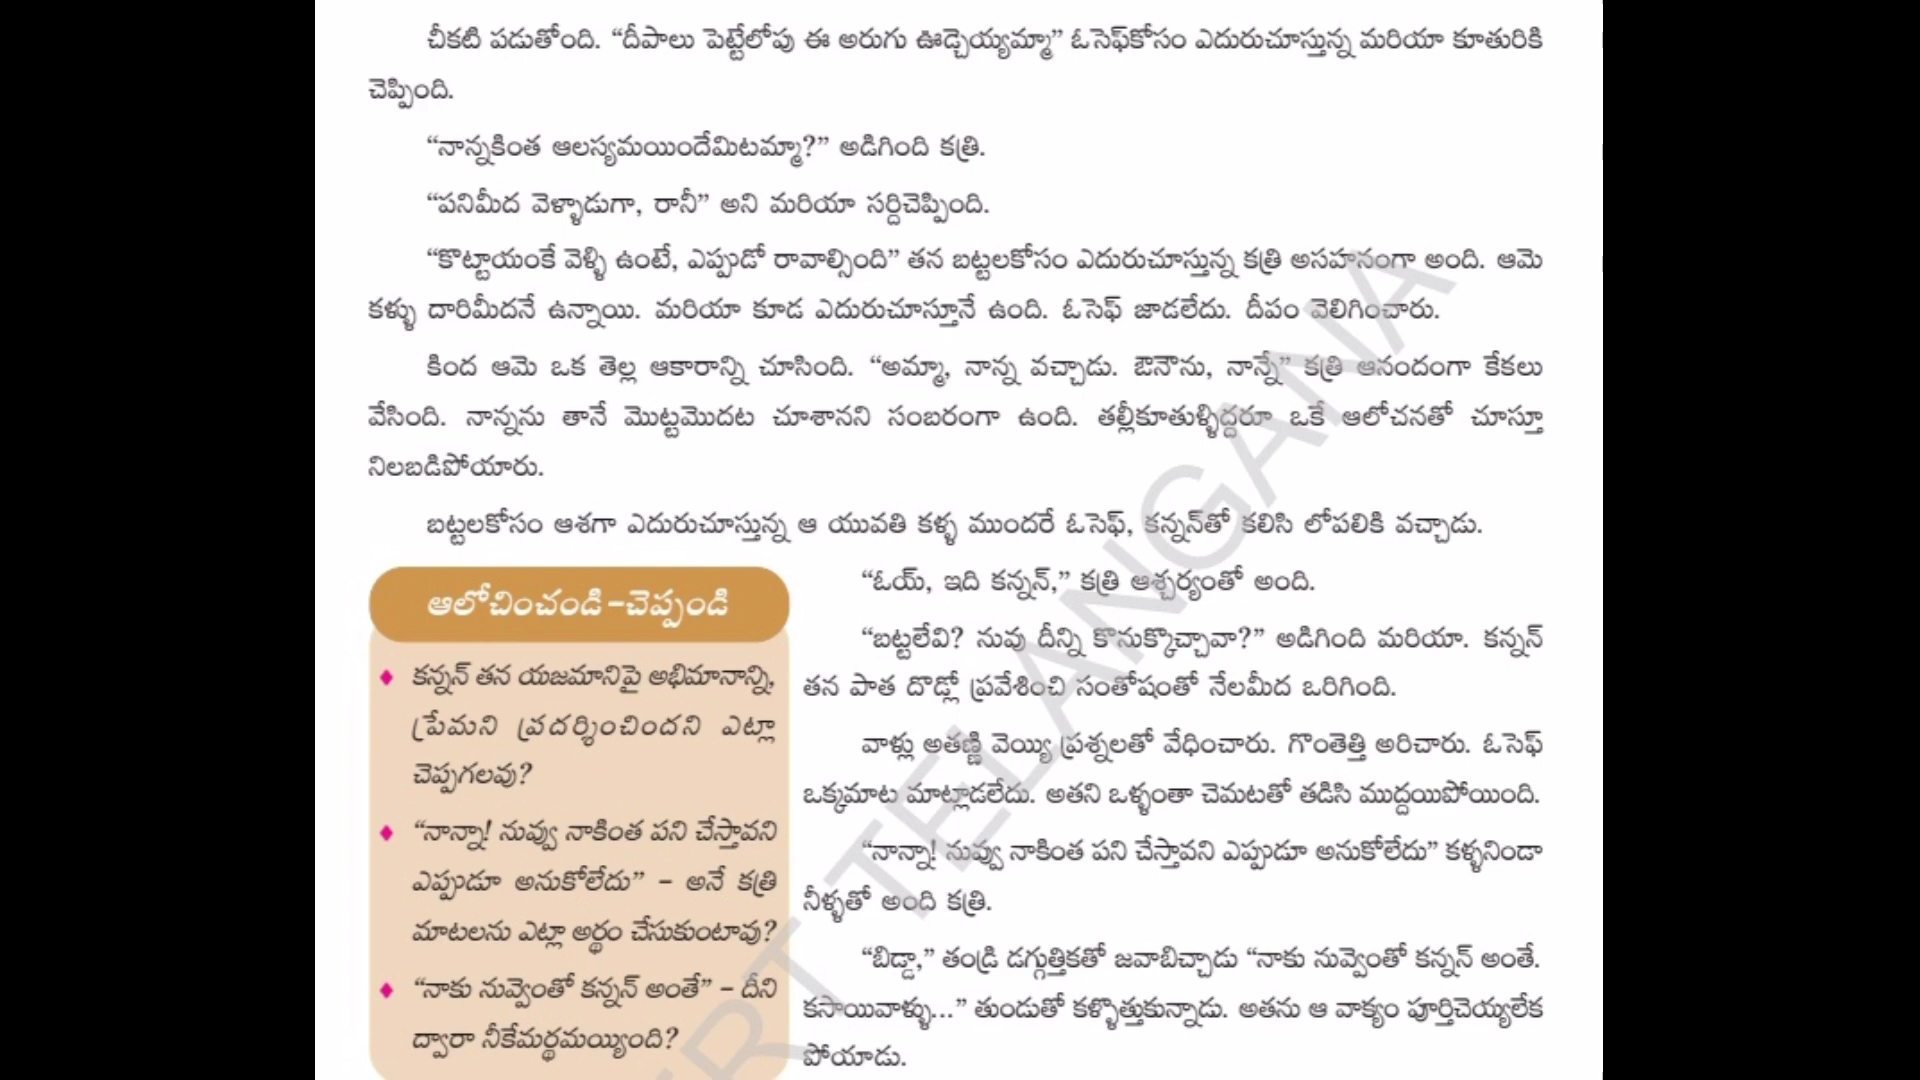 చీకటి పడుతోంది. “దీపాలు పెట్టేలోపు ఈ అరుగు ఊడ్చెయ్యమ్మా” ఓసెఫ్‌కోసం ఎదురుచూస్తున్న మరియా కూతురికి
చెప్పింది.
“నాన్నకింత ఆలస్యమయిందేమిటమ్మా?” అడిగింది కత్రి.
“పనిమీద వెళ్ళాడుగా, రానీ” అని మరియా సర్దిచెప్పింది.
“కొట్టాయంకే వెళ్ళి ఉంటే, ఎప్పుడో రావాల్సింది” తన బట్టలకోసం ఎదురుచూస్తున్న కత్రి అసహనంగా అంది. ఆమె
కళ్ళు దారిమీదనే ఉన్నాయి. మరియా కూడ ఎదురుచూస్తూనే ఉంది. ఓసెఫ్ జాడలేదు. దీపం వెలిగించారు.
కింద ఆమె ఒక తెల్ల ఆకారాన్ని చూసింది. “అమ్మా, నాన్న వచ్చాడు. ఔనౌను, నాన్నే” కత్రి ఆనందంగా కేకలు
వేసింది. నాన్నను తానే మొట్టమొదట చూశానని సంబరంగా ఉంది. తల్లీకూతుళ్ళిద్దరూ ఒకే ఆలోచనతో చూస్తూ
నిలబడిపోయారు.
బట్టలకోసం ఆశగా ఎదురుచూస్తున్న ఆ యువతి కళ్ళ ముందరే ఓసెఫ్, కన్నన్‌తో కలిసి లోపలికి వచ్చాడు.
“ఓయ్, ఇది కన్నన్,” కత్రి ఆశ్చర్యంతో అంది.
“బట్టలేవి? నువు దీన్ని కొనుక్కొచ్చావా?” అడిగింది మరియా. కన్నన్
తన పాత దొడ్లో ప్రవేశించి సంతోషంతో నేలమీద ఒరిగింది.
వాళ్లు అతణ్ణి వెయ్యి ప్రశ్నలతో వేధించారు. గొంతెత్తి అరిచారు. ఓసెఫ్
ఒక్కమాట మాట్లాడలేదు. అతని ఒళ్ళంతా చెమటతో తడిసి ముద్దయిపోయింది.
“నాన్నా! నువ్వు నాకింత పని చేస్తావని ఎప్పుడూ అనుకోలేదు” కళ్ళనిండా
నీళ్ళతో అంది కత్రి.
“బిడ్డా,” తండ్రి డగ్గుత్తికతో జవాబిచ్చాడు “నాకు నువ్వెంతో కన్నన్ అంతే.
కసాయివాళ్ళు...” తుండుతో కళ్ళొత్తుకున్నాడు. అతను ఆ వాక్యం పూర్తిచెయ్యలేక
పోయాడు.
ఆలోచించండి-చెప్పండి
♦ కన్నన్ తన యజమానిపై అభిమానాన్ని,
ప్రేమని ప్రదర్శించిందని ఎట్లా
చెప్పగలవు?
♦ “నాన్నా! నువ్వు నాకింత పని చేస్తావని
ఎప్పుడూ అనుకోలేదు” – అనే కత్రి
మాటలను ఎట్లా అర్థం చేసుకుంటావు?
♦ “నాకు నువ్వెంతో కన్నన్ అంతే” – దీని
ద్వారా నీకేమర్థమయ్యింది?
RT TELANGANA